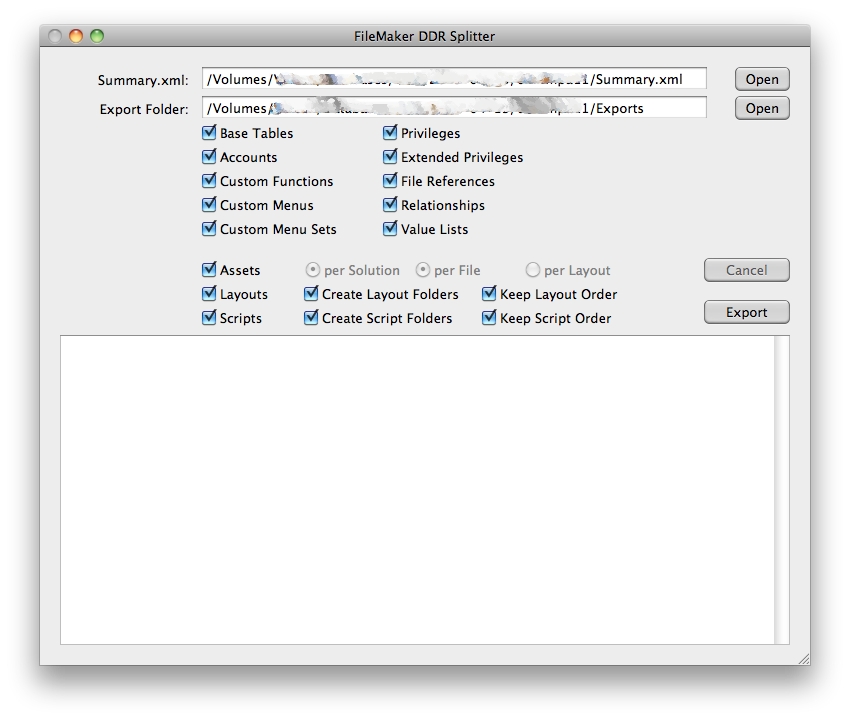 FileMaker DDR Splitter
Summary.xml: /Volumes/ /Summary.xml Open
Export Folder: /Volumes/ /Exports Open
Base Tables Privileges
Accounts Extended Privileges
Custom Functions File References
Custom Menus Relationships
Custom Menu Sets Value Lists
Assets per Solution per File per Layout Cancel
Layouts Create Layout Folders Keep Layout Order
Export
Scripts Create Script Folders Keep Script Order